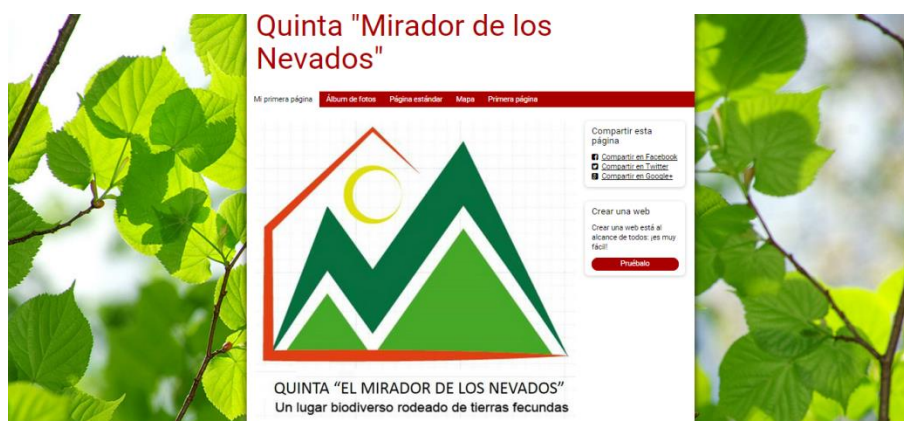 Quinta "Mirador de los
Nevados"
Mi primera página Álbum de fotos Página estándar Mapa Primera página
Compartir esta
página
Compartir en Facebook
Compartir en Twitter
Compartir en Google+
Crear una web
Crear una web está al
alcance de todos: ¡es muy
fácil!
Pruébalo
QUINTA “EL MIRADOR DE LOS NEVADOS”
Un lugar biodiverso rodeado de tierras fecundas